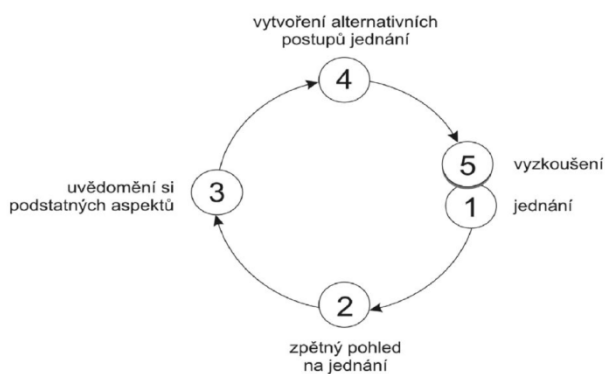 vytvoření alternativních
postupů jednání
4
5
vyzkoušení
uvědomění si
podstatných aspektů
3
1
jednání
2
zpětný pohled
na jednání